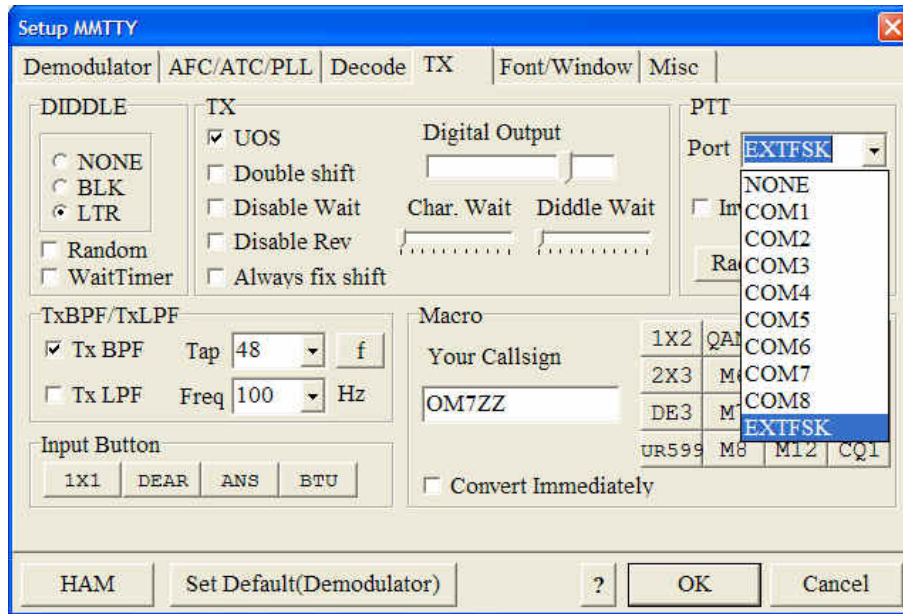 Setup MMTTY
Demodulator AFC/ATC/PLL Decode TX Font/Window Misc
DIDDLE
NONE
BLK
LTR
Random
WaitTimer
TX
UOS
Double shift
Disable Wait
Disable Rev
Always fix shift
Digital Output
Char. Wait Diddle Wait
PTT
Port EXTFSK
NONE
COM1
COM2
COM3
COM4
COM5
COM6
COM7
COM8
EXTFSK
TxBPF/TxLPF
Tx BPF Tap 48 f
Tx LPF Freq 100 Hz
Input Button
1X1 DEAR ANS BTU
Macro
Your Callsign
OM7ZZ
Convert Immediately
1X2
2X3
DE3
UR599 M8 M12 CQ1
HAM Set Default(Demodulator) ? OK Cancel